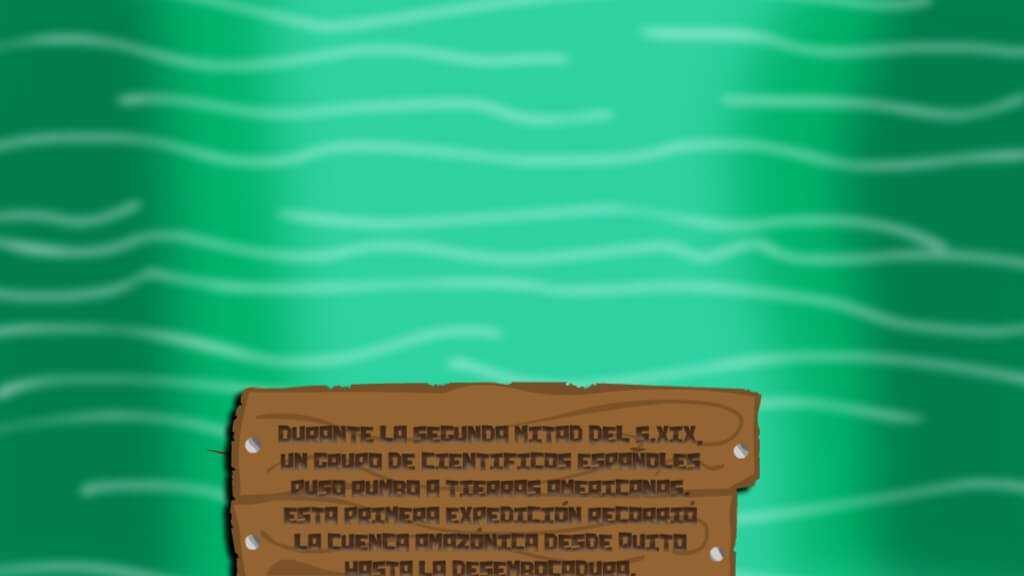 DURANTE LA SEGUNDA MITAD DEL S.XIX,
UN GRUPO DE CIENTIFICOS ESPAÑOLES
PUSO RUMBO A TIERRAS AMERICANAS.
ESTA PRIMERA EXPEDICIÓN RECORRIÓ
LA CUENCA AMAZÓNICA DESDE QUITO
HASTA LA DESEMBOCADURA.